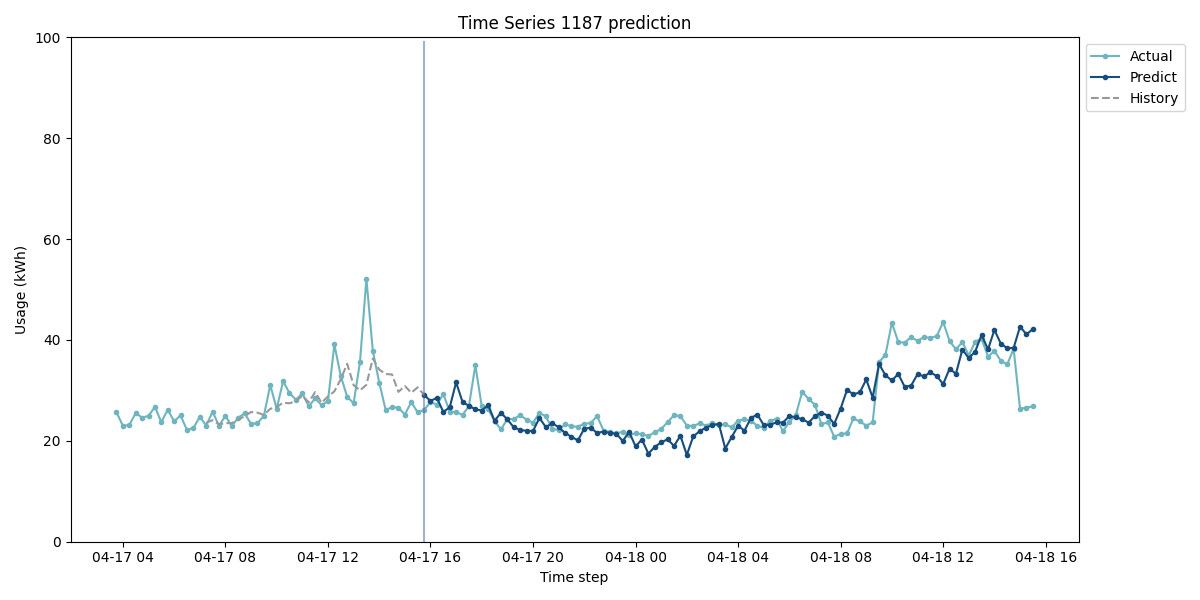 Time Series 1187 prediction
100
80
60
40
20
0
Usage (kWh)
04-17 04 04-17 08 04-17 12 04-17 16 04-17 20 04-18 00 04-18 04 04-18 08 04-18 12 04-18 16
Time step
Actual
Predict
History